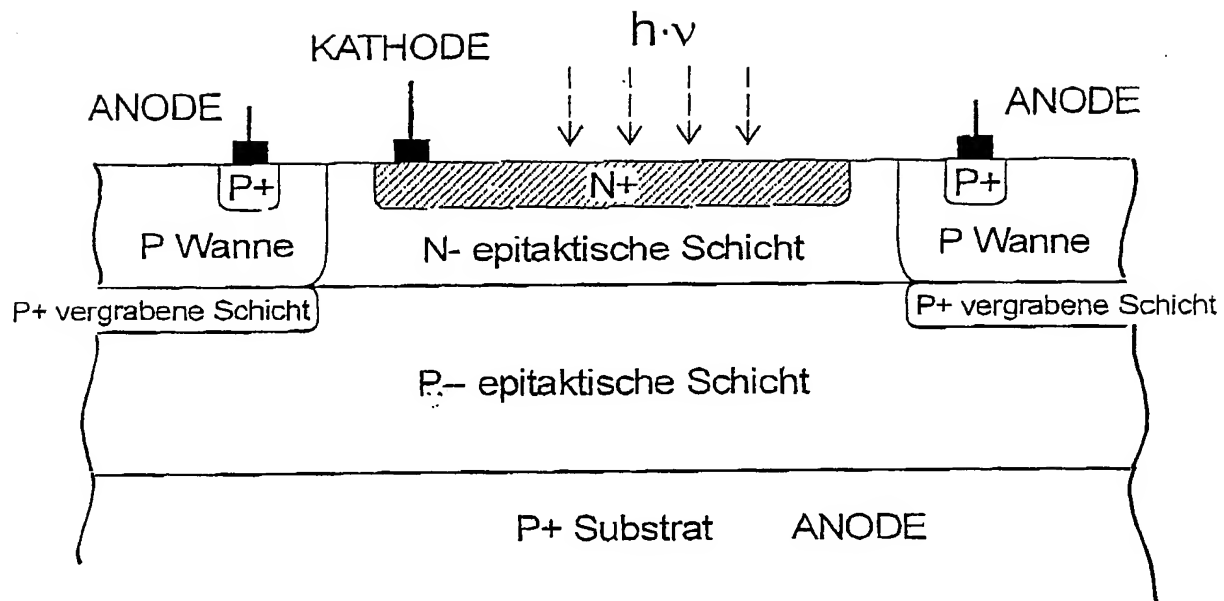 h·ν
KATHODE
ANODE
ANODE
P+
N+
P+
P Wanne
N- epitaktische Schicht
P Wanne
P+ vergrabene Schicht
P+ vergrabene Schicht
P– epitaktische Schicht
P+ Substrat ANODE